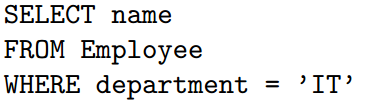 SELECT name
FROM Employee
WHERE department = ’IT’